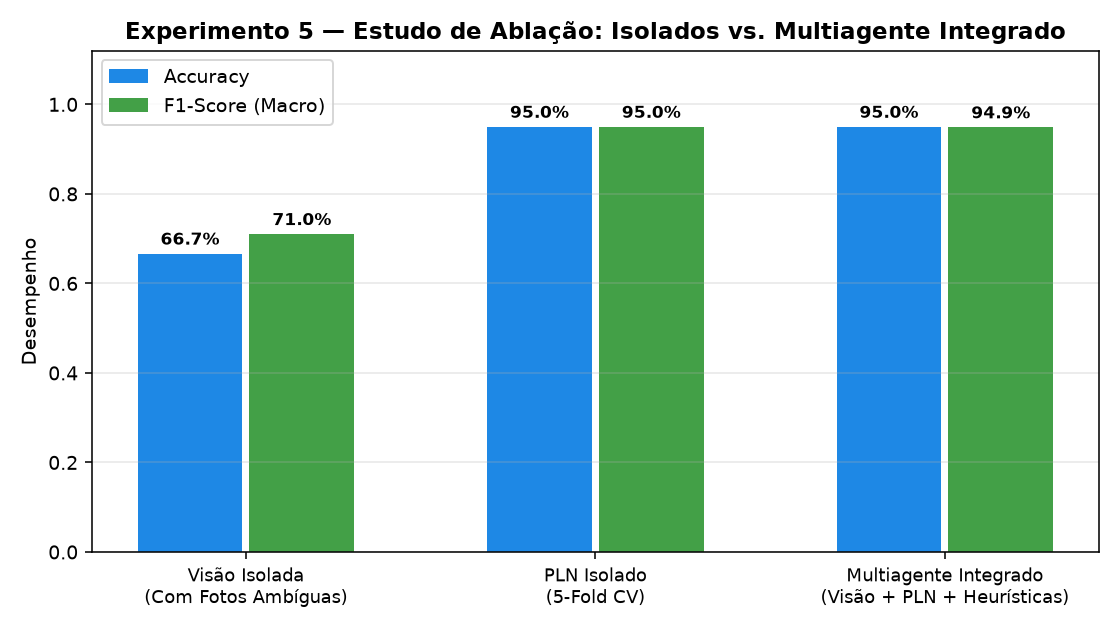 Experimento 5 — Estudo de Ablação: Isolados vs. Multiagente Integrado
Accuracy
F1-Score (Macro)
Desempenho
1.0
0.8
0.6
0.4
0.2
0.0
66.7%
71.0%
95.0%
95.0%
95.0%
94.9%
Visão Isolada
(Com Fotos Ambíguas)
PLN Isolado
(5-Fold CV)
Multiagente Integrado
(Visão + PLN + Heurísticas)